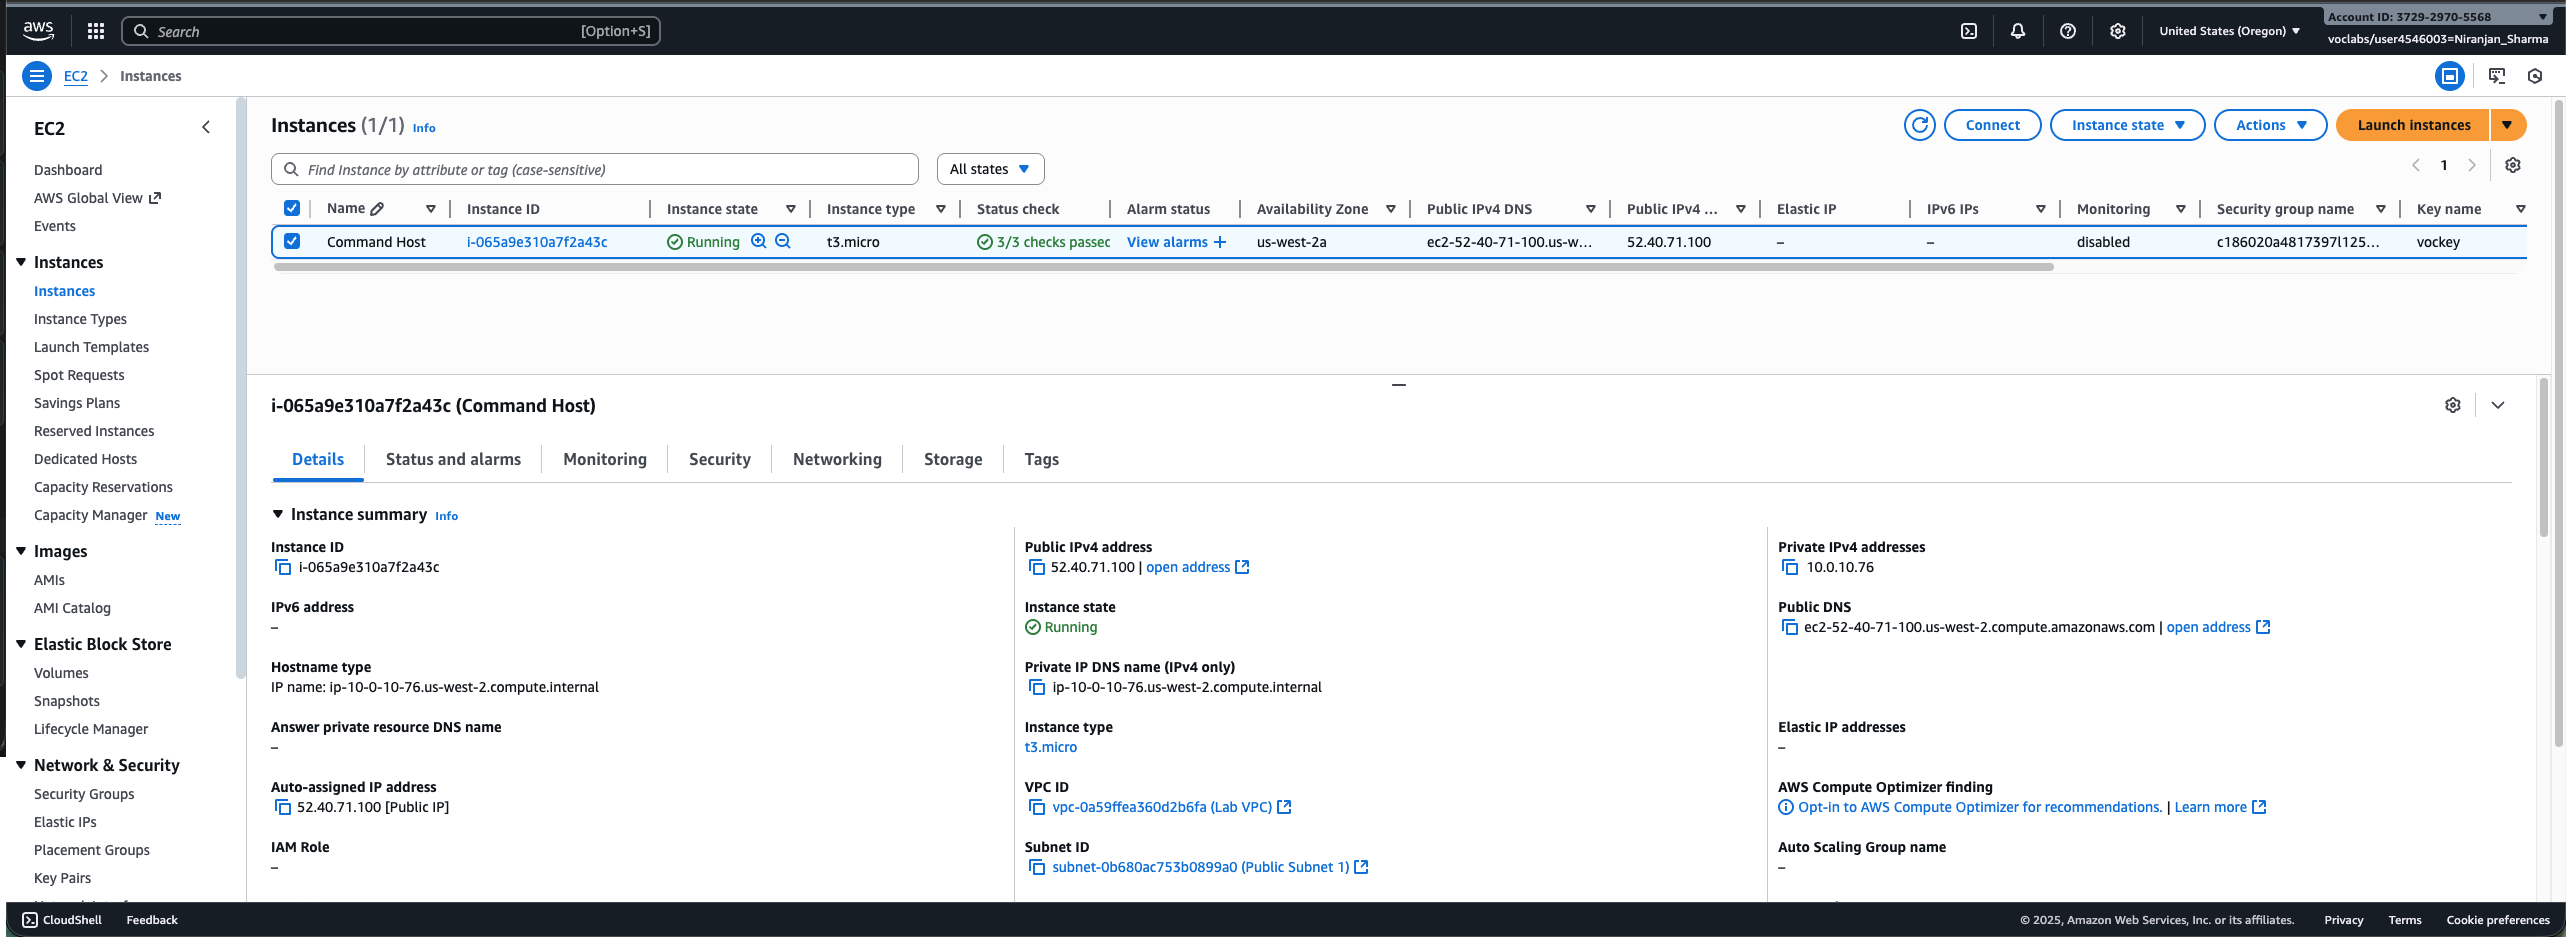 aws
Search [Option+S]
United States (Oregon)
Account ID: 3729-2970-5568
voclabs/user4546003=Niranjan_Sharma
EC2 > Instances
EC2
Dashboard
AWS Global View
Events
Instances
Instances
Instance Types
Launch Templates
Spot Requests
Savings Plans
Reserved Instances
Dedicated Hosts
Capacity Reservations
Capacity Manager New
Images
AMIs
AMI Catalog
Elastic Block Store
Volumes
Snapshots
Lifecycle Manager
Network & Security
Security Groups
Elastic IPs
Placement Groups
Key Pairs
Instances (1/1) Info
Connect
Instance state
Actions
Launch instances
Find Instance by attribute or tag (case-sensitive)
All states
1
Name Instance ID Instance state Instance type Status check Alarm status Availability Zone Public IPv4 DNS Public IPv4 ... Elastic IP IPv6 IPs Monitoring Security group name Key name
Command Host i-065a9e310a7f2a43c Running t3.micro 3/3 checks passec View alarms + us-west-2a ec2-52-40-71-100.us-w... 52.40.71.100 – – disabled c186020a4817397l125... vockey
i-065a9e310a7f2a43c (Command Host)
Details
Status and alarms
Monitoring
Security
Networking
Storage
Tags
Instance summary Info
Instance ID
i-065a9e310a7f2a43c
IPv6 address
–
Hostname type
IP name: ip-10-0-10-76.us-west-2.compute.internal
Answer private resource DNS name
–
Auto-assigned IP address
52.40.71.100 [Public IP]
IAM Role
–
Public IPv4 address
52.40.71.100 | open address
Instance state
Running
Private IP DNS name (IPv4 only)
ip-10-0-10-76.us-west-2.compute.internal
Instance type
t3.micro
VPC ID
vpc-0a59ffea360d2b6fa (Lab VPC)
Subnet ID
subnet-0b680ac753b0899a0 (Public Subnet 1)
Private IPv4 addresses
10.0.10.76
Public DNS
ec2-52-40-71-100.us-west-2.compute.amazonaws.com | open address
Elastic IP addresses
–
AWS Compute Optimizer finding
Opt-in to AWS Compute Optimizer for recommendations. | Learn more
Auto Scaling Group name
–
CloudShell Feedback
© 2025, Amazon Web Services, Inc. or its affiliates. Privacy Terms Cookie preferences